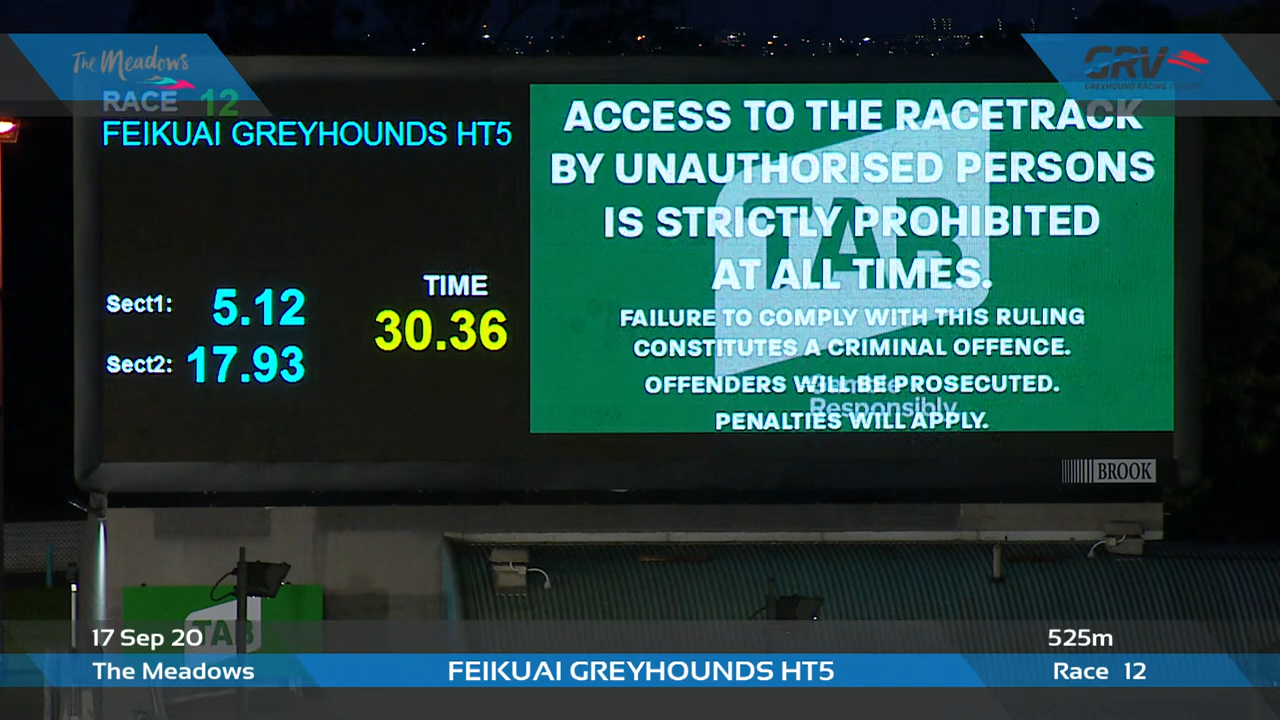 The Meadows
GRV
GREYHOUND RACING
RACE 12
FEIKUAI GREYHOUNDS HT5
Sect1: 5.12
Sect2: 17.93
TIME
30.36
ACCESS TO THE RACETRACK
BY UNAUTHORISED PERSONS
IS STRICTLY PROHIBITED
AT ALL TIMES.
FAILURE TO COMPLY WITH THIS RULING
CONSTITUTES A CRIMINAL OFFENCE.
OFFENDERS WILL BE PROSECUTED.
PENALTIES WILL APPLY.
TAB
Gamble
Responsibly
BROOK
TAB
17 Sep 20
525m
The Meadows
FEIKUAI GREYHOUNDS HT5
Race 12